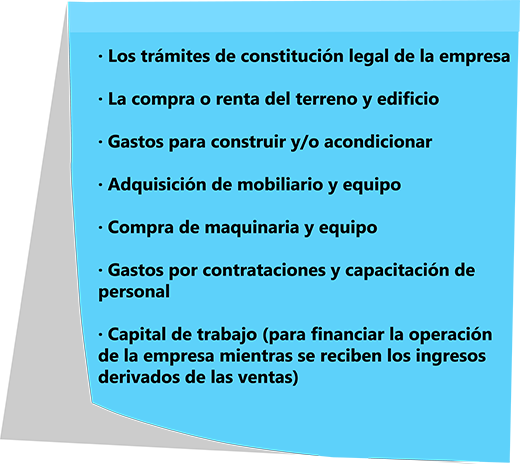 · Los trámites de constitución legal de la empresa
· La compra o renta del terreno y edificio
· Gastos para construir y/o acondicionar
· Adquisición de mobiliario y equipo
· Compra de maquinaria y equipo
· Gastos por contrataciones y capacitación de
personal
· Capital de trabajo (para financiar la operación
de la empresa mientras se reciben los ingresos
derivados de las ventas)